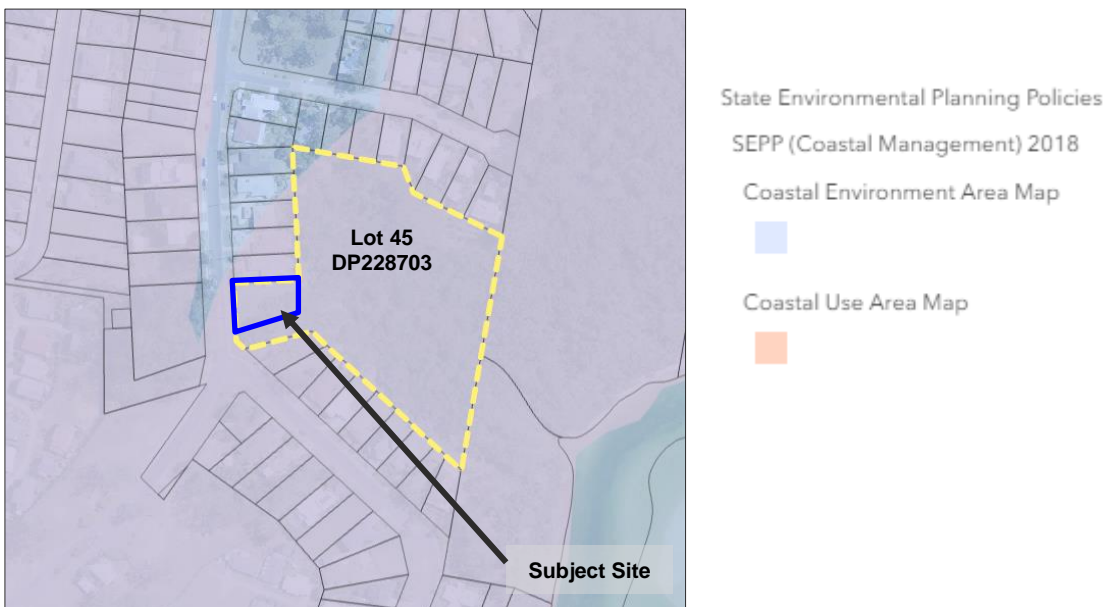 Lot 45
DP228703
Subject Site
State Environmental Planning Policies
SEPP (Coastal Management) 2018
Coastal Environment Area Map
Coastal Use Area Map